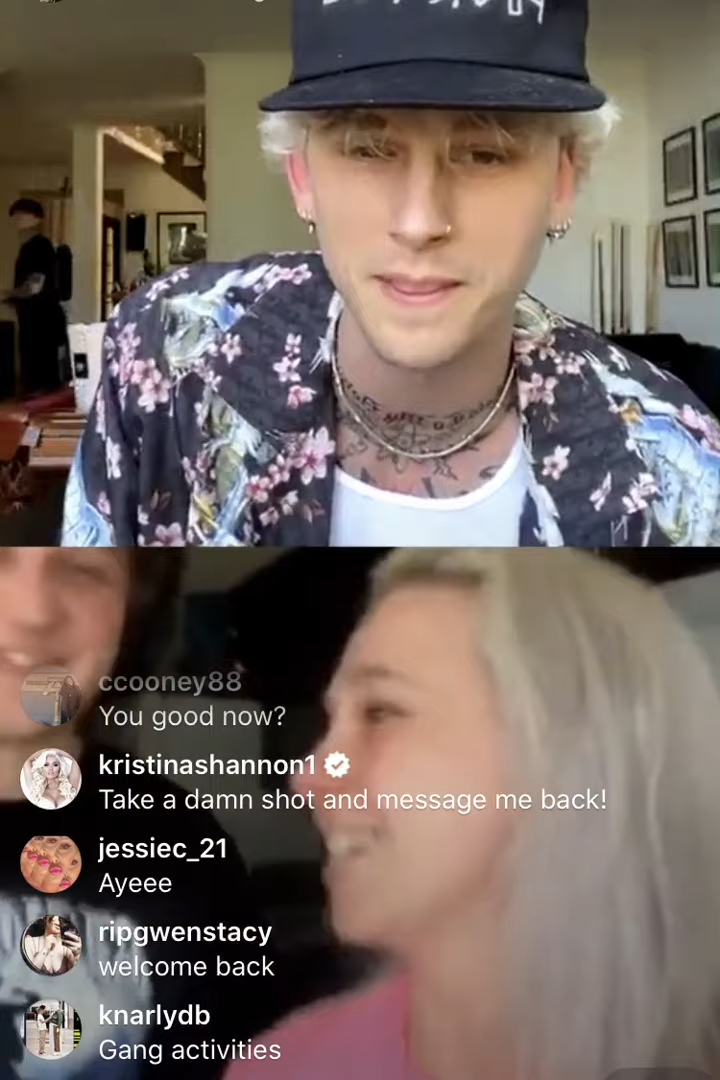 ccooney88
You good now?
kristinashannon1
Take a damn shot and message me back!
jessiec_21
Ayeee
ripgwenstacy
welcome back
knarlydb
Gang activities